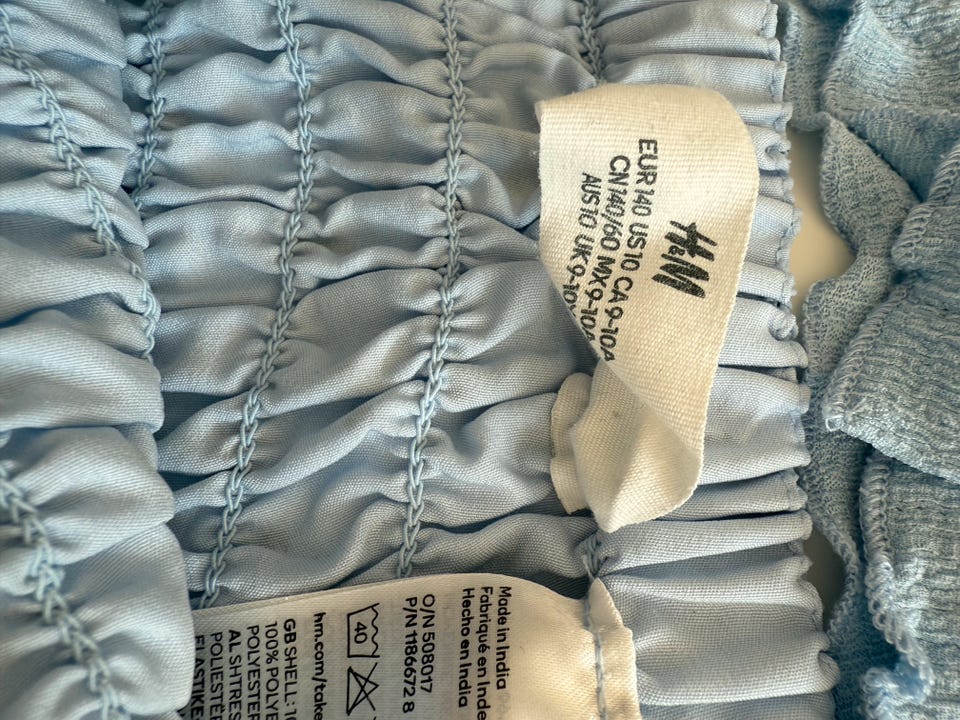 H&M
EUR 140 US 10 CA 9-10A
CN 140/60 MX 9-10A
AUS 10 UK 9-10Y
Made in India
Fabriqué en Inde
Hecho en India
O/N 508017
P/N 1186672 8
40
hm.com/take
GB SHELL: 10
100% POLYE
POLYESTER
AL SHTRES
POLIESTER
ELASTIKE